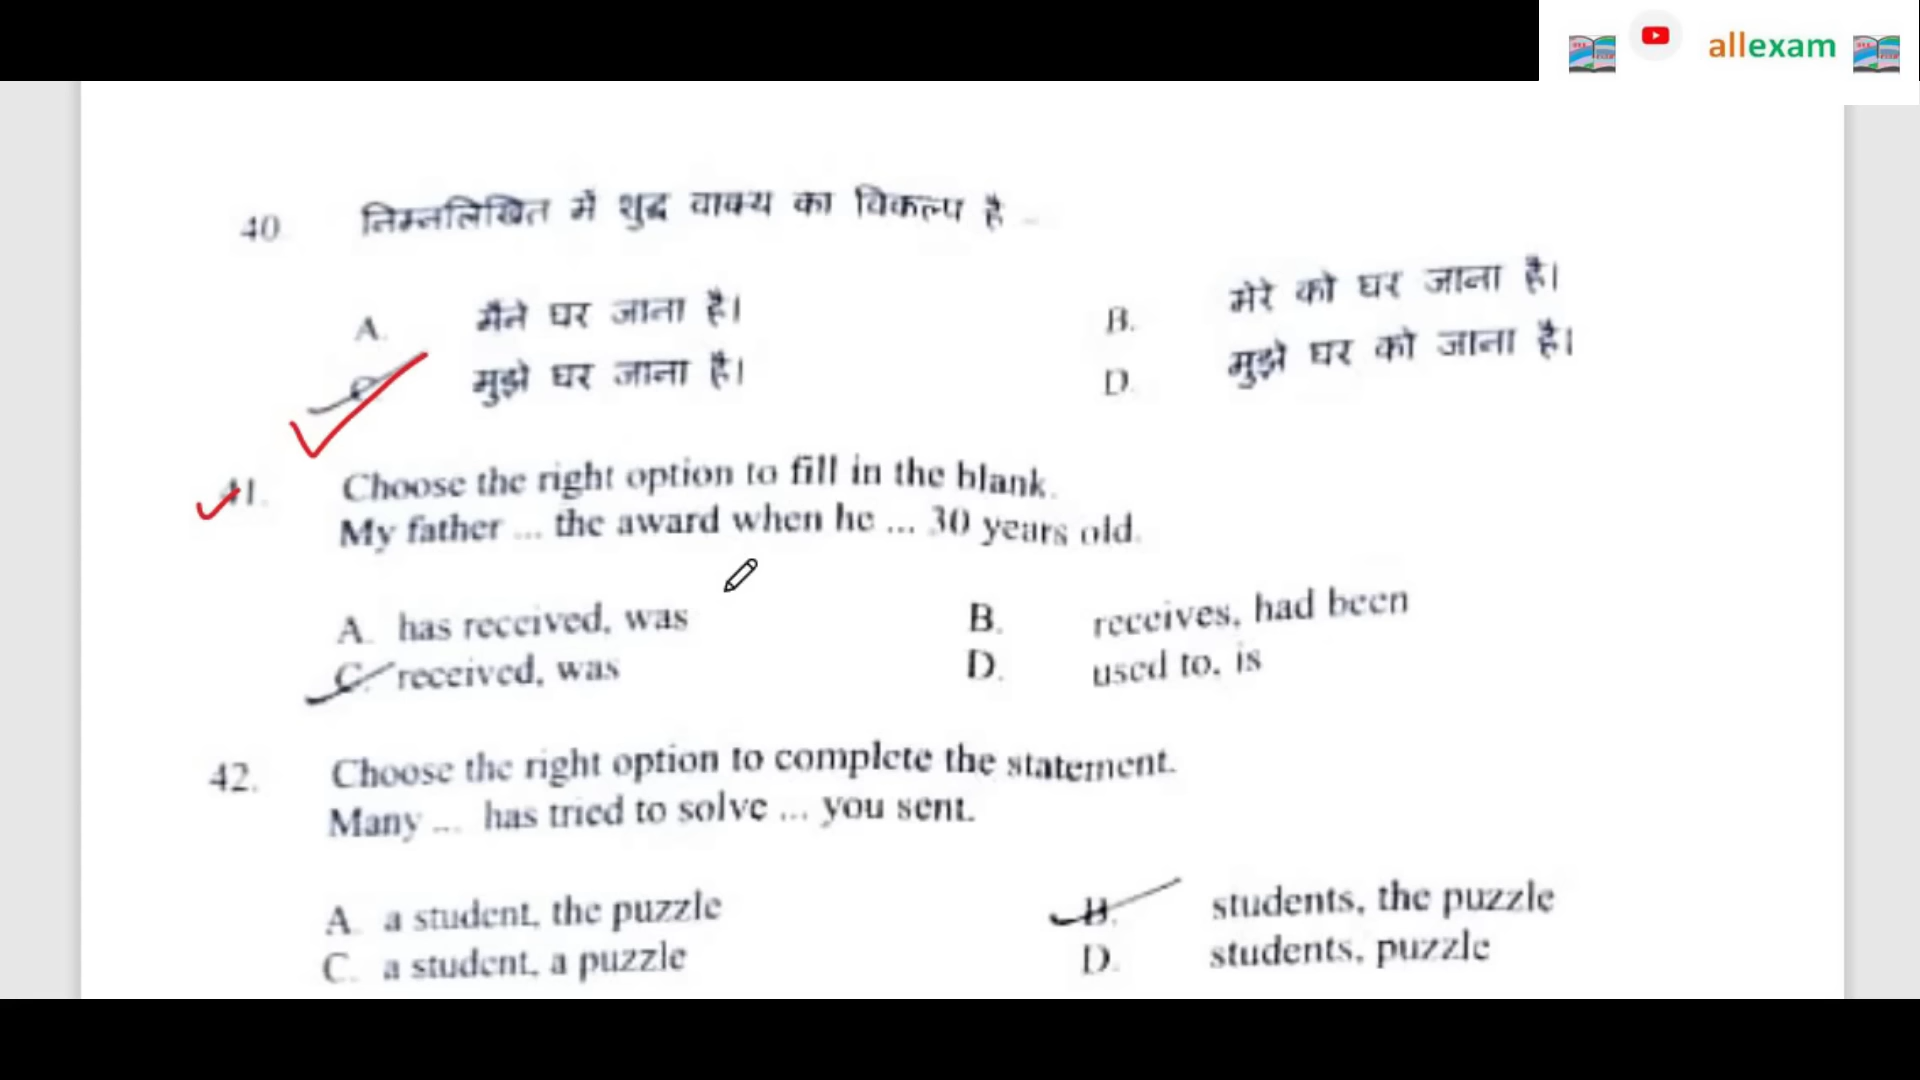 allexam
40. निम्नलिखित में शुद्ध वाक्य का विकल्प है -
A. मैने घर जाना है।
B. मेरे को घर जाना है।
C. मुझे घर जाना है।
D. मुझे घर को जाना है।
41. Choose the right option to fill in the blank.
My father ... the award when he ... 30 years old.
A. has received, was
B. receives, had been
C. received, was
D. used to, is
42. Choose the right option to complete the statement.
Many ... has tried to solve ... you sent.
A. a student, the puzzle
B. students, the puzzle
C. a student, a puzzle
D. students, puzzle